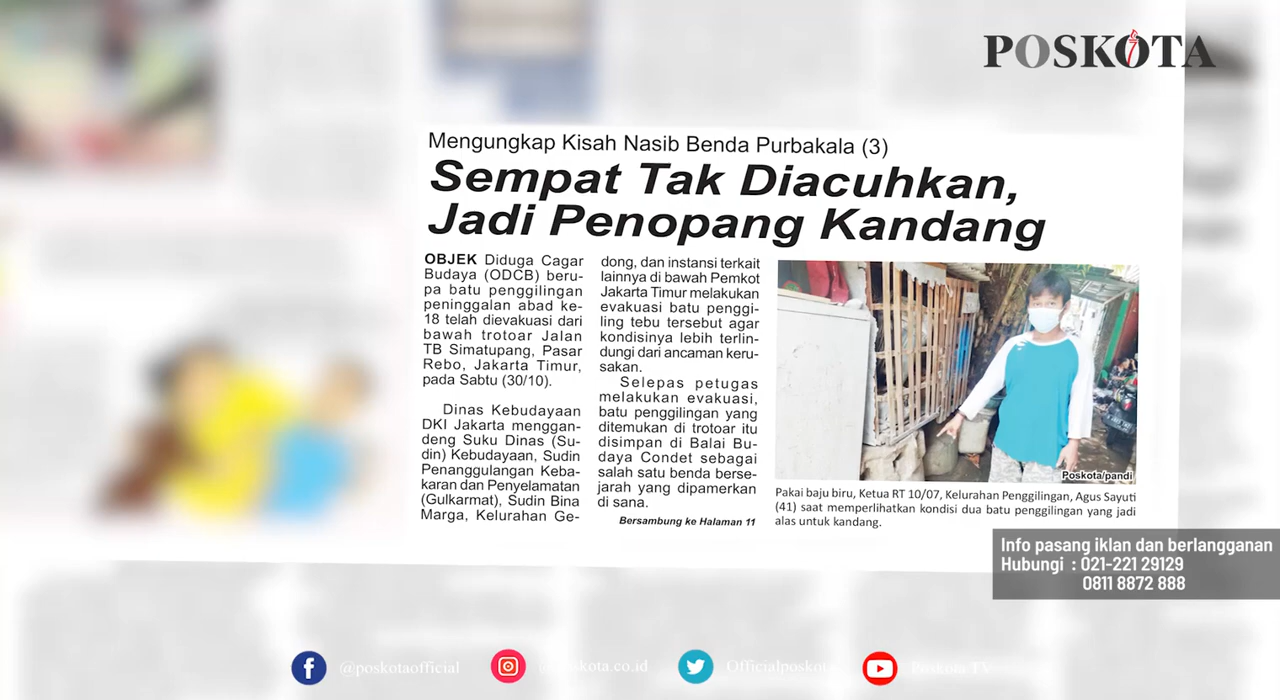 POSKOTA
Mengungkap Kisah Nasib Benda Purbakala (3)
Sempat Tak Diacuhkan,
Jadi Penopang Kandang
OBJEK Diduga Cagar
Budaya (ODCB) beru-
pa batu penggilingan
peninggalan abad ke-
18 telah dievakuasi dari
bawah trotoar Jalan
TB Simatupang, Pasar
Rebo, Jakarta Timur,
pada Sabtu (30/10).
Dinas Kebudayaan
DKI Jakarta menggan-
deng Suku Dinas (Su-
din) Kebudayaan, Sudin
Penanggulangan Keba-
karan dan Penyelamatan
(Gulkarmat), Sudin Bina
Marga, Kelurahan Ge-
dong, dan instansi terkait
lainnya di bawah Pemkot
Jakarta Timur melakukan
evakuasi batu penggi-
ling tebu tersebut agar
kondisinya lebih terlin-
dungi dari ancaman keru-
sakan.
Selepas petugas
melakukan evakuasi,
batu penggilingan yang
ditemukan di trotoar itu
disimpan di Balai Bu-
daya Condet sebagai
salah satu benda berse-
jarah yang dipamerkan
di sana.
Bersambung ke Halaman 11
Poskota/pandi
Pakai baju biru, Ketua RT 10/07, Kelurahan Penggilingan, Agus Sayuti
(41) saat memperlihatkan kondisi dua batu penggilingan yang jadi
alas untuk kandang.
Info pasang iklan dan berlangganan
Hubungi : 021-221 29129
0811 8872 888
@poskotaofficial
Officialposkota